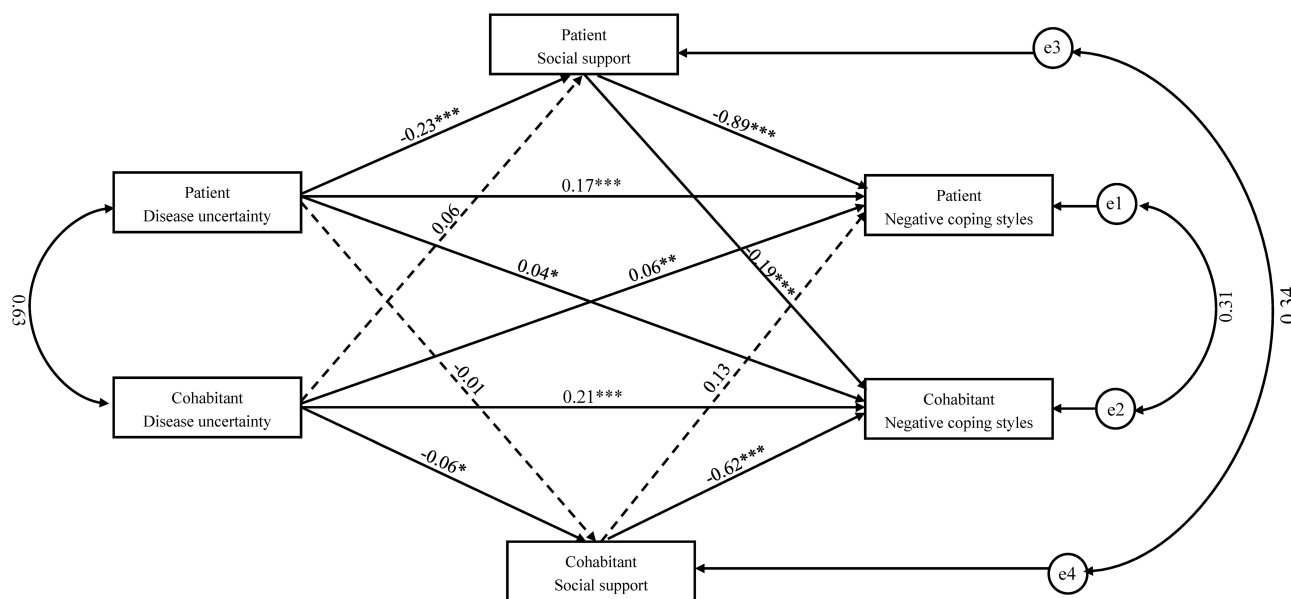 Patient
Social support
e3
-0.23***
-0.89***
Patient
Disease uncertainty
0.17***
Patient
Negative coping styles
e1
0.06
0.04*
0.06**
-0.19***
0.63
0.31
0.34
-0.01
0.13
Cohabitant
Disease uncertainty
0.21***
Cohabitant
Negative coping styles
e2
-0.06*
-0.62***
Cohabitant
Social support
e4